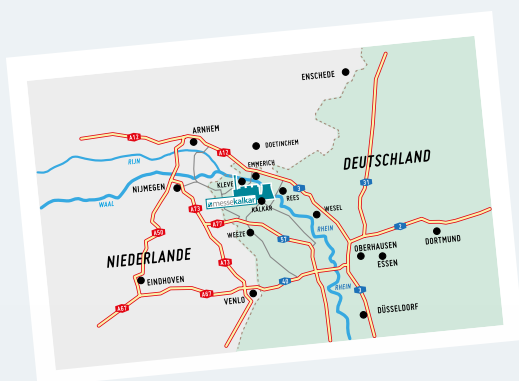 ENSCHEDE
ARNHEM
A12
A12
DOETINCHEM
RIJN
EMMERICH
DEUTSCHLAND
KLEVE
NIJMEGEN
3
31
REES
messekalkar
WAAL
KALKAR
A73
WESEL
A77
RHEIN
2
A50
WEEZE
57
DORTMUND
OBERHAUSEN
NIEDERLANDE
A73
ESSEN
EINDHOVEN
40
RHEIN
3
A67
A67
VENLO
DÜSSELDORF